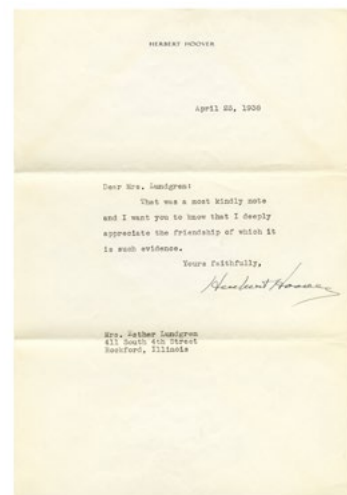 HERBERT HOOVER
April 25, 1938
Dear Mrs. Lundgren:
That was a most kindly note
and I want you to know that I deeply
appreciate the friendship of which it
is such evidence.
Yours faithfully,
Herbert Hoover
Mrs. Esther Lundgren
411 South 4th Street
Rockford, Illinois